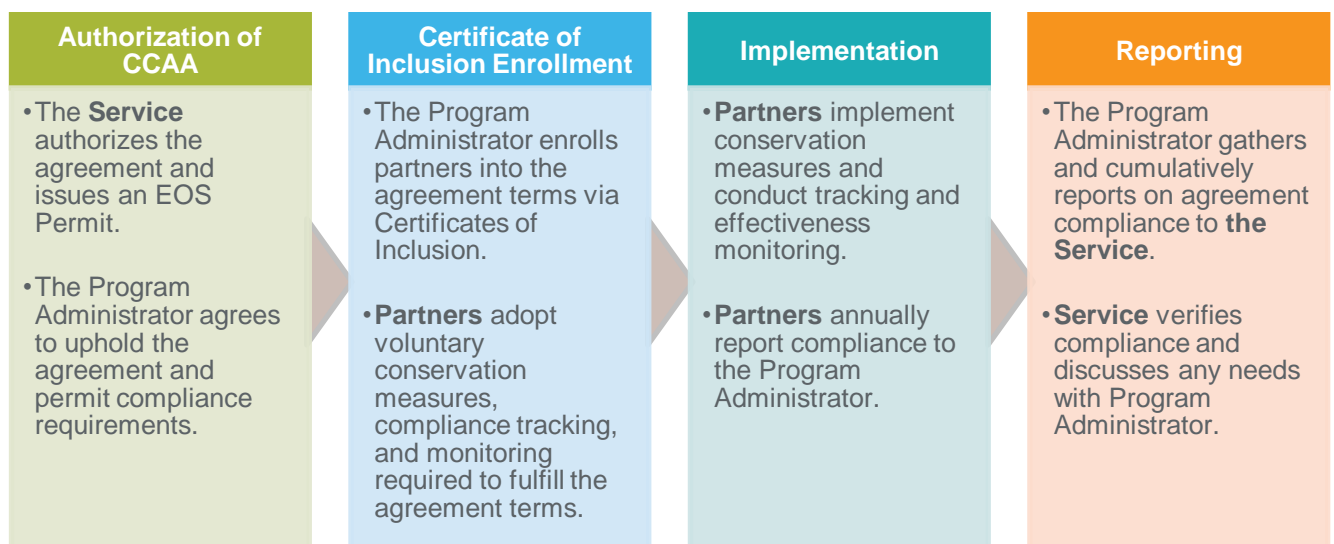 Authorization of
CCAA
•The Service
authorizes the
agreement and
issues an EOS
Permit.
•The Program
Administrator agrees
to uphold the
agreement and
permit compliance
requirements.
Certificate of
Inclusion Enrollment
•The Program
Administrator enrolls
partners into the
agreement terms via
Certificates of
Inclusion.
•Partners adopt
voluntary
conservation
measures,
compliance tracking,
and monitoring
required to fulfill the
agreement terms.
Implementation
•Partners implement
conservation
measures and
conduct tracking and
effectiveness
monitoring.
•Partners annually
report compliance to
the Program
Administrator.
Reporting
•The Program
Administrator gathers
and cumulatively
reports on agreement
compliance to the
Service.
•Service verifies
compliance and
discusses any needs
with Program
Administrator.